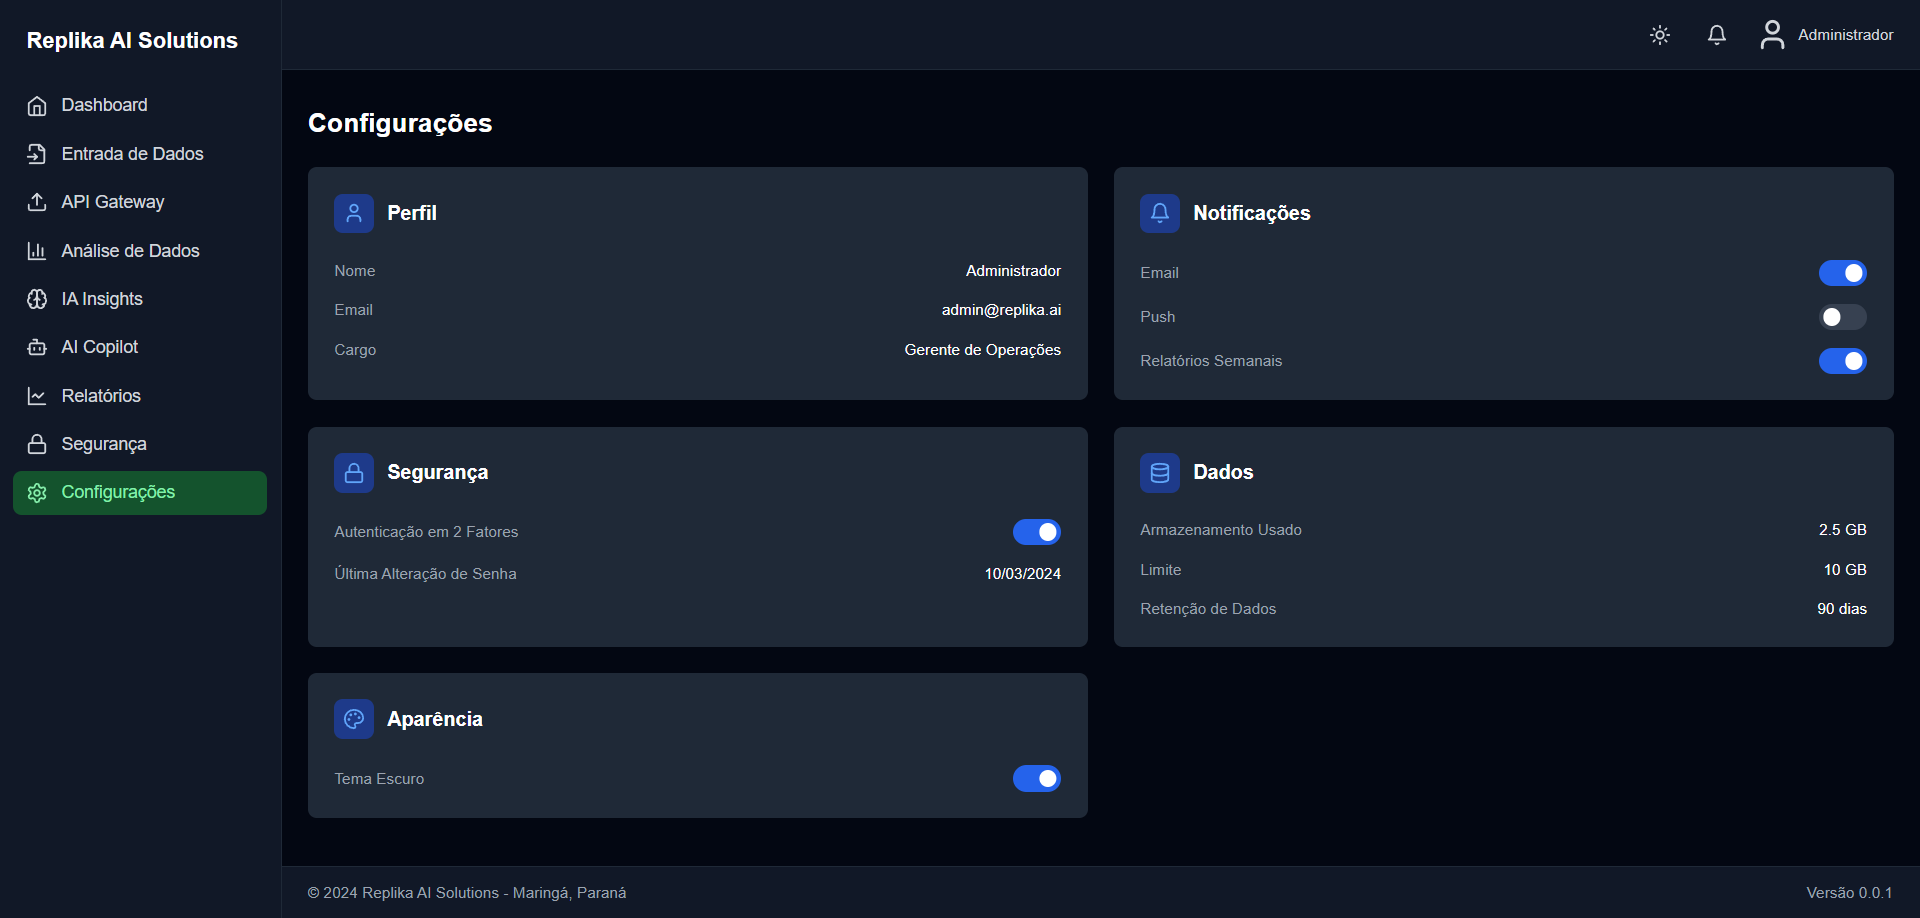 Replika AI Solutions
Administrador
Dashboard
Entrada de Dados
API Gateway
Análise de Dados
IA Insights
AI Copilot
Relatórios
Segurança
Configurações
Configurações
Perfil
Nome Administrador
Email admin@replika.ai
Cargo Gerente de Operações
Notificações
Email
Push
Relatórios Semanais
Segurança
Autenticação em 2 Fatores
Última Alteração de Senha 10/03/2024
Dados
Armazenamento Usado 2.5 GB
Limite 10 GB
Retenção de Dados 90 dias
Aparência
Tema Escuro
© 2024 Replika AI Solutions - Maringá, Paraná Versão 0.0.1